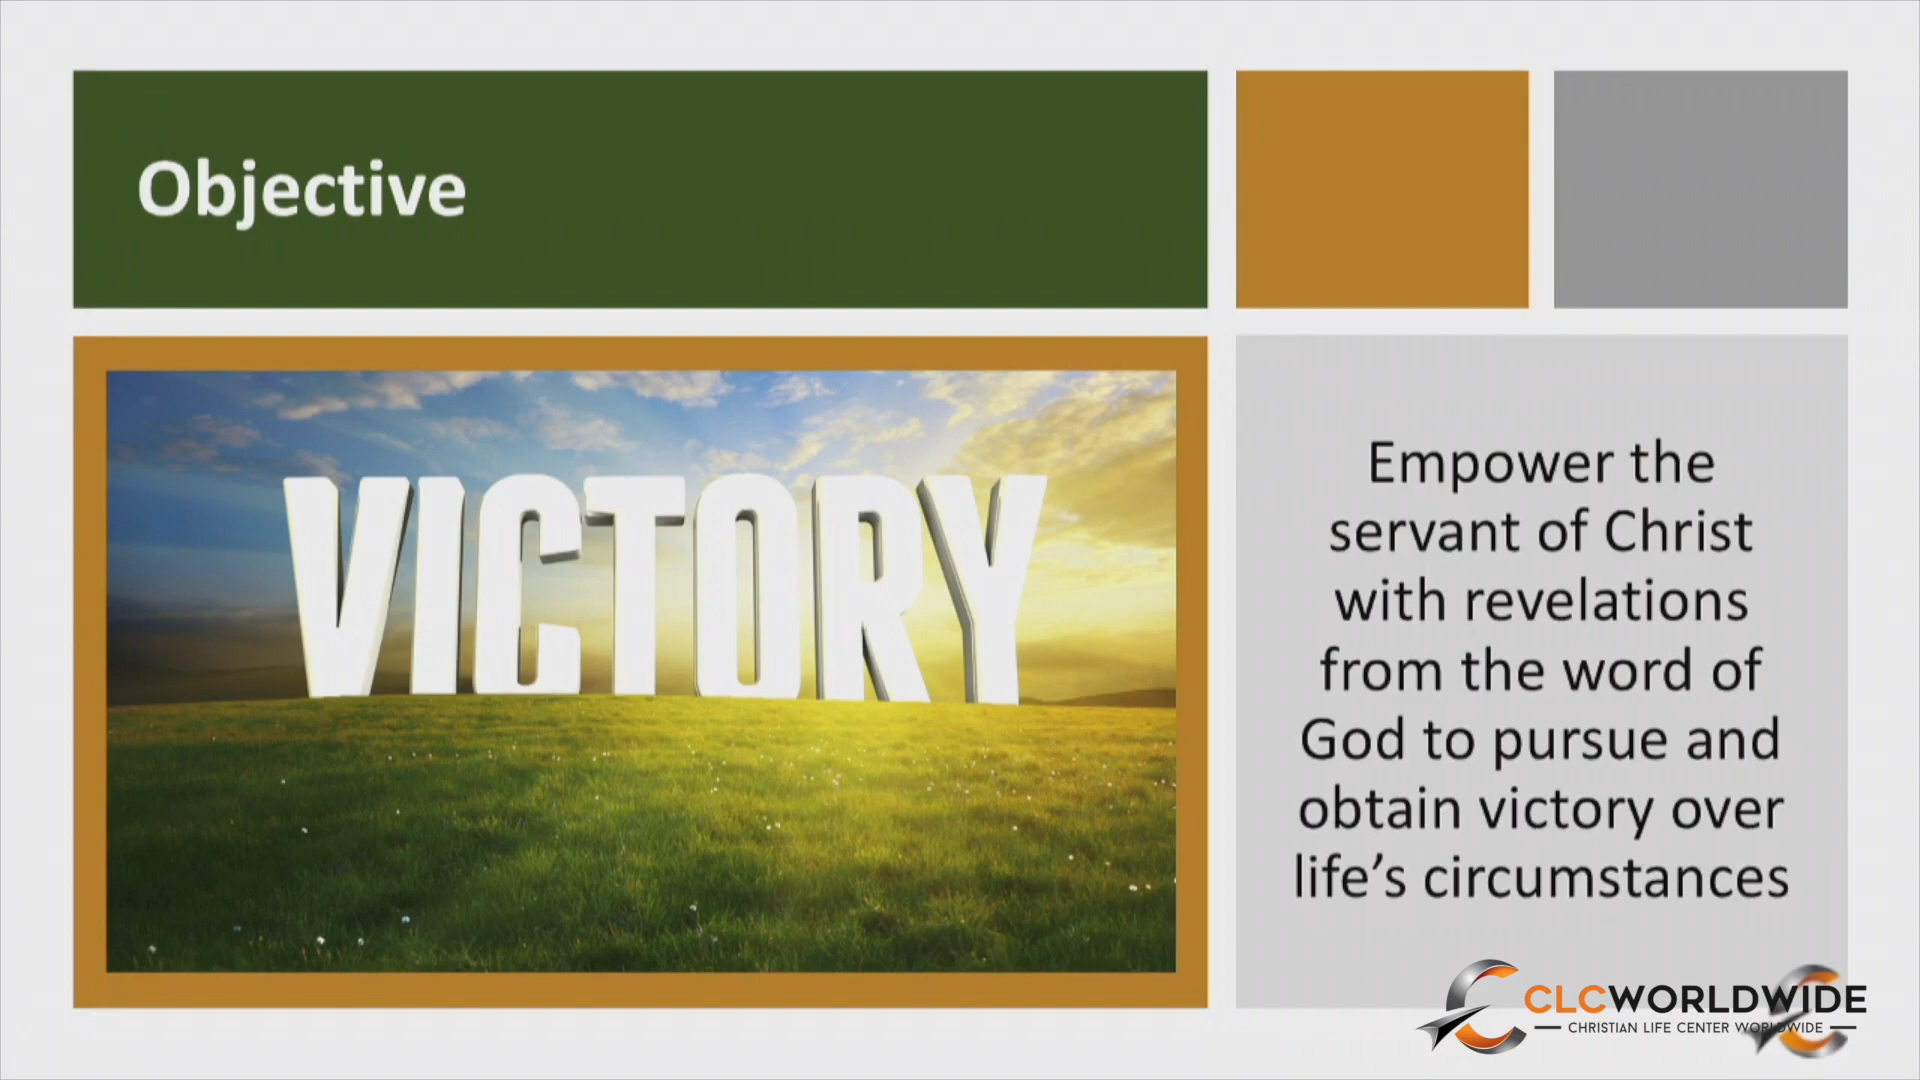 Objective
VICTORY
Empower the
servant of Christ
with revelations
from the word of
God to pursue and
obtain victory over
life’s circumstances
CLCWORLDWIDE
CHRISTIAN LIFE CENTER WORLDWIDE